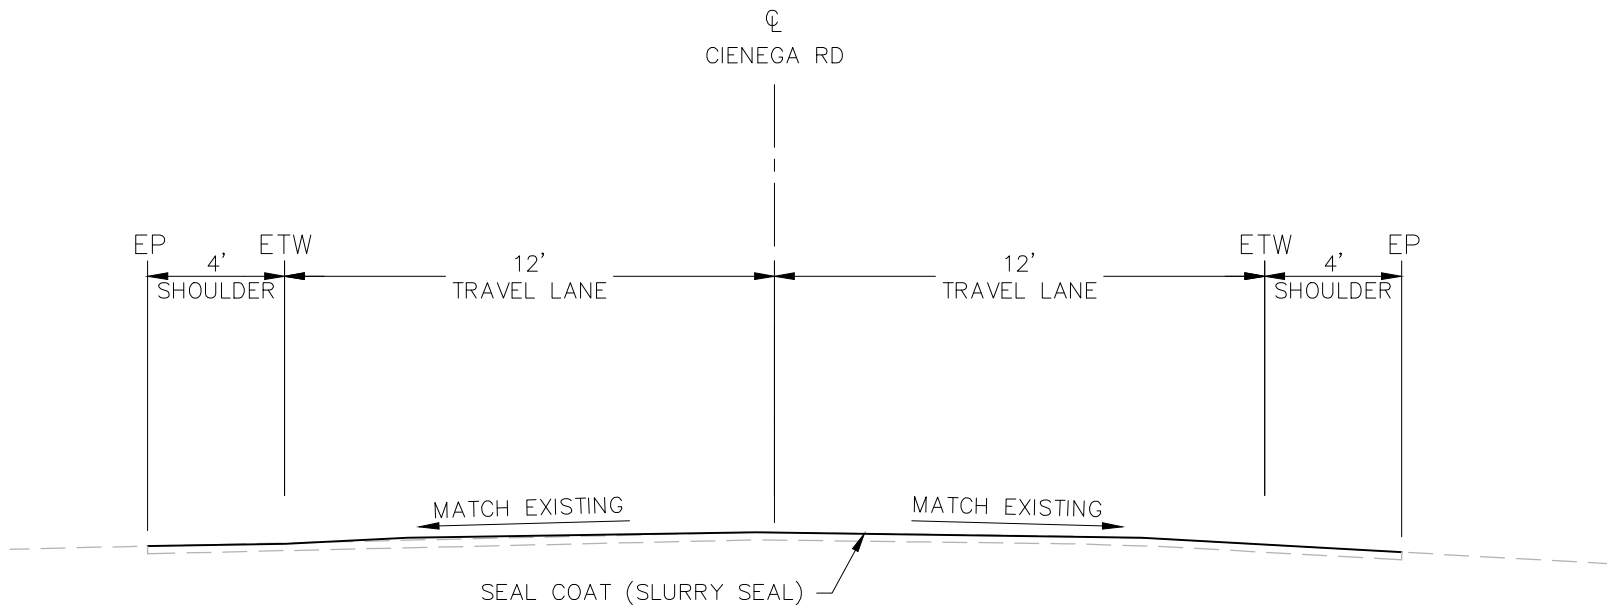 ℄
CIENEGA RD
EP
ETW
ETW
EP
4'
12'
12'
4'
SHOULDER
TRAVEL LANE
TRAVEL LANE
SHOULDER
MATCH EXISTING
MATCH EXISTING
SEAL COAT (SLURRY SEAL)